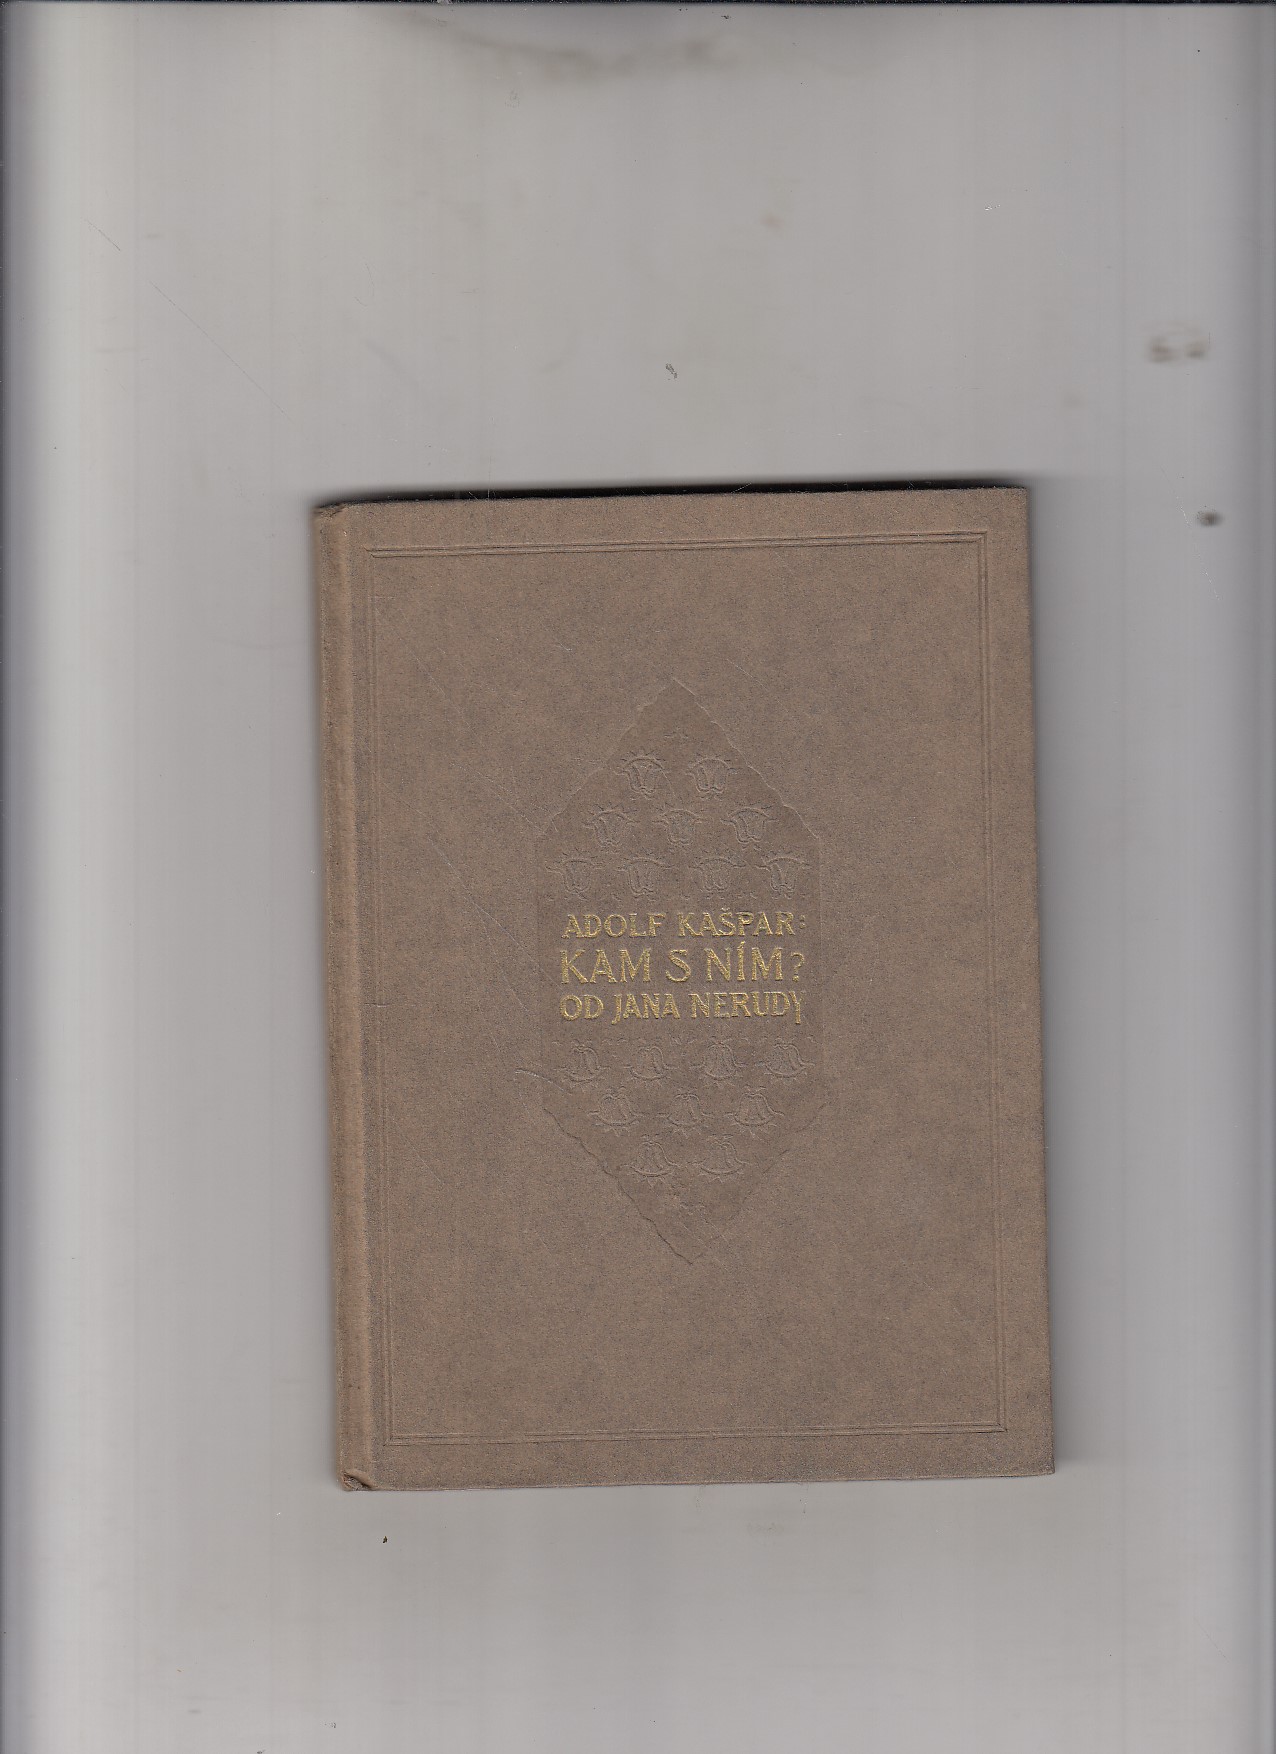 ADOLF KAŠPAR:
KAM S NÍM?
OD JANA NERUDY